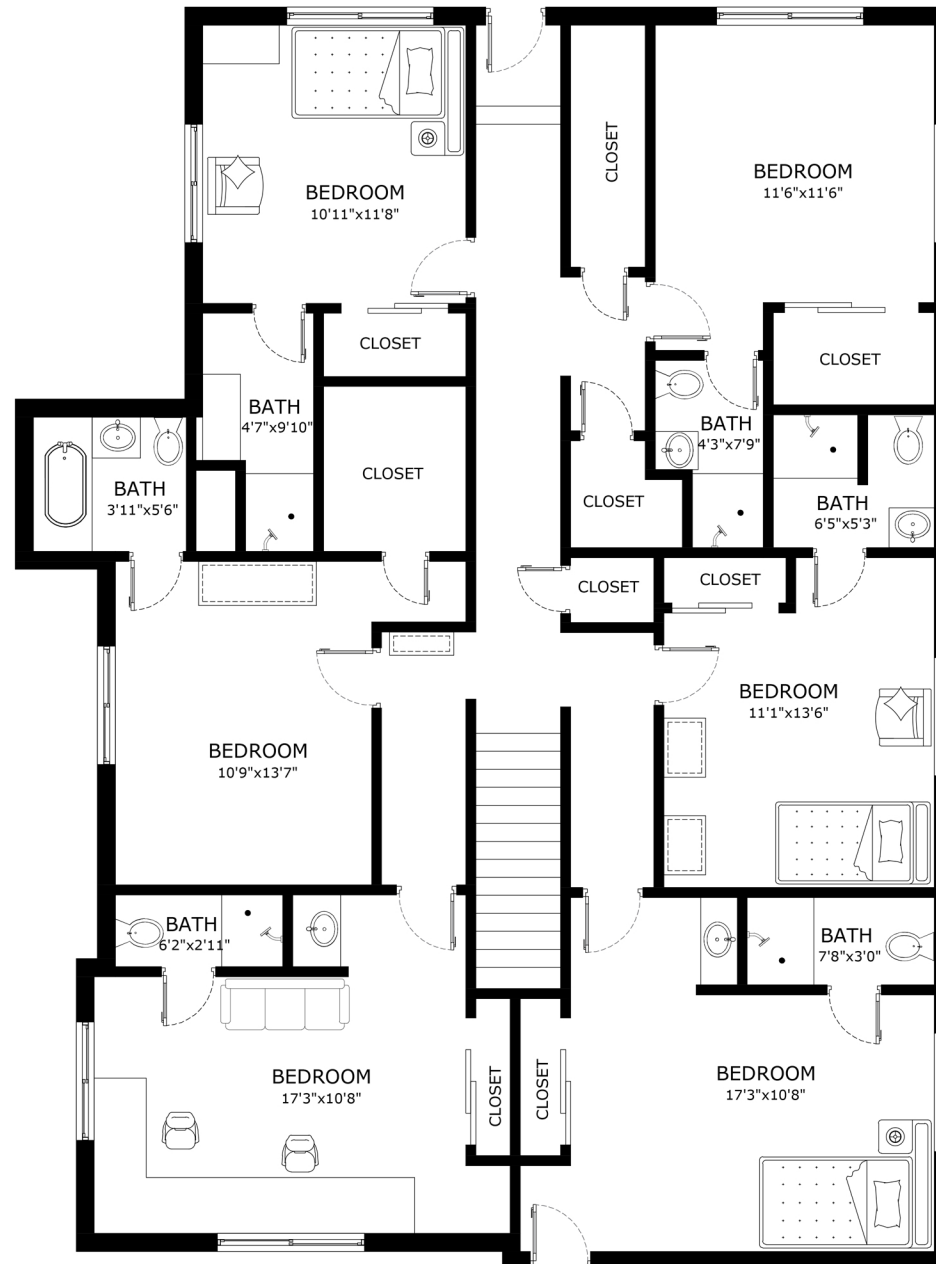 CLOSET
BEDROOM
11'6"x11'6"
BEDROOM
10'11"x11'8"
CLOSET
CLOSET
BATH
4'7"x9'10"
BATH
4'3"x7'9"
CLOSET
CLOSET
BATH
3'11"x5'6"
BATH
6'5"x5'3"
CLOSET
CLOSET
CLOSET
BEDROOM
11'1"x13'6"
BEDROOM
10'9"x13'7"
BATH
6'2"x2'11"
BATH
7'8"x3'0"
BEDROOM
17'3"x10'8"
CLOSET
CLOSET
BEDROOM
17'3"x10'8"